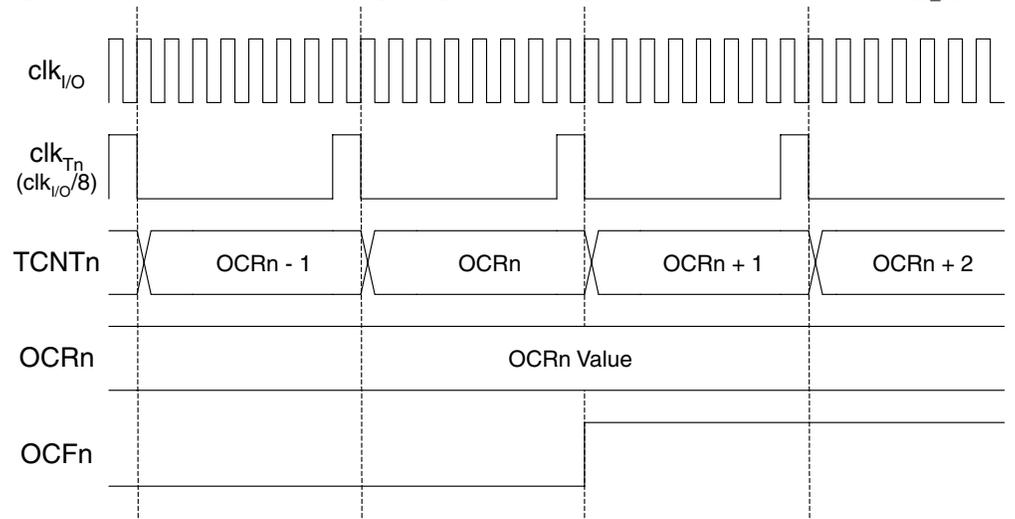 clkI/O
clkTn
(clkI/O/8)
TCNTn OCRn - 1 OCRn OCRn + 1 OCRn + 2
OCRn OCRn Value
OCFn